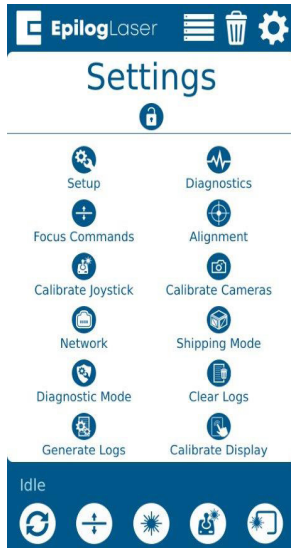 EpilogLaser
Settings
Setup Diagnostics
Focus Commands Alignment
Calibrate Joystick Calibrate Cameras
Network Shipping Mode
Diagnostic Mode Clear Logs
Generate Logs Calibrate Display
Idle